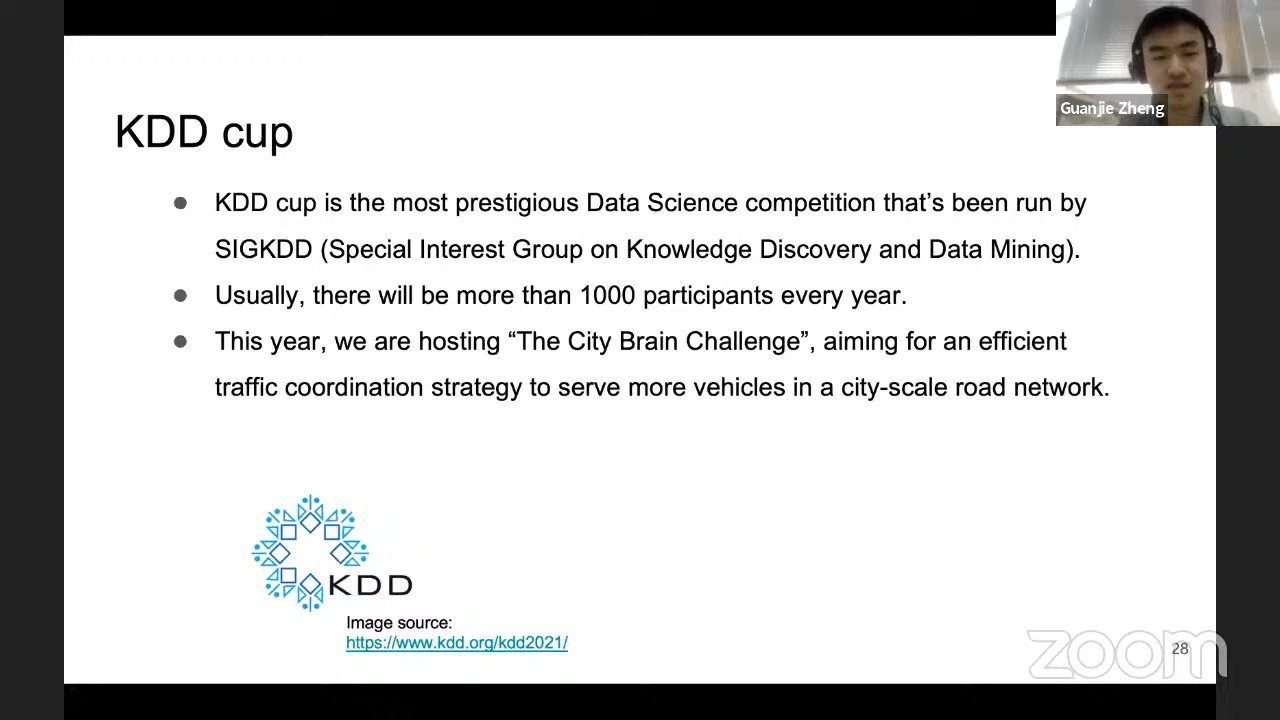 Guanjie Zheng
KDD cup
● KDD cup is the most prestigious Data Science competition that’s been run by
SIGKDD (Special Interest Group on Knowledge Discovery and Data Mining).
● Usually, there will be more than 1000 participants every year.
● This year, we are hosting “The City Brain Challenge”, aiming for an efficient
traffic coordination strategy to serve more vehicles in a city-scale road network.
KDD
Image source:
https://www.kdd.org/kdd2021/
zoom
28